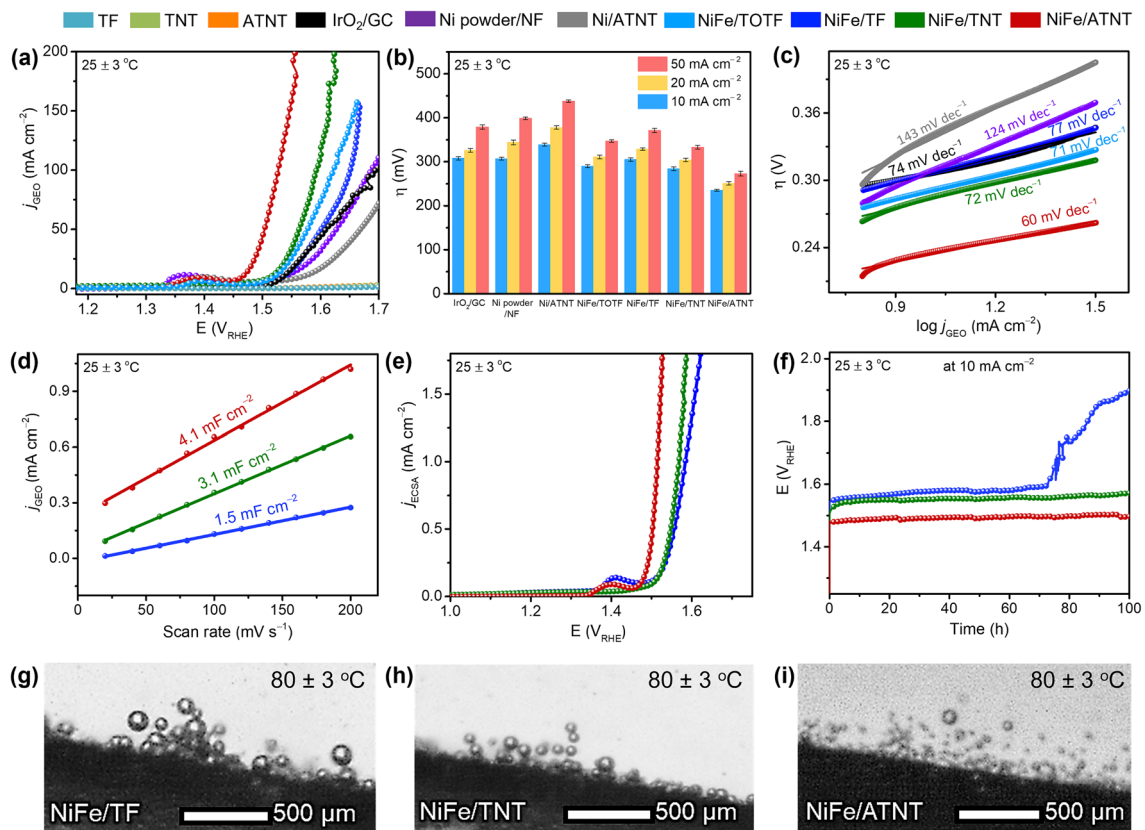 TF TNT ATNT IrO₂/GC Ni powder/NF Ni/ATNT NiFe/TOTF NiFe/TF NiFe/TNT NiFe/ATNT
(a)
25 ± 3 °C
200
150
100
50
0
j_GEO (mA cm⁻²)
1.2 1.3 1.4 1.5 1.6 1.7
E (V_RHE)
(b)
25 ± 3 °C
50 mA cm⁻²
20 mA cm⁻²
10 mA cm⁻²
500
400
300
200
100
0
η (mV)
IrO₂/GC Ni powder Ni/ATNT NiFe/TOTF NiFe/TF NiFe/TNT NiFe/ATNT
/NF
(c)
25 ± 3 °C
0.36
0.30
0.24
η (V)
143 mV dec⁻¹
124 mV dec⁻¹
77 mV dec⁻¹
74 mV dec⁻¹
71 mV dec⁻¹
72 mV dec⁻¹
60 mV dec⁻¹
0.9 1.2 1.5
log j_GEO (mA cm⁻²)
(d)
25 ± 3 °C
0.9
0.6
0.3
0.0
j_GEO (mA cm⁻²)
4.1 mF cm⁻²
3.1 mF cm⁻²
1.5 mF cm⁻²
0 50 100 150 200
Scan rate (mV s⁻¹)
(e)
25 ± 3 °C
1.5
1.0
0.5
0.0
j_ECSA (mA cm⁻²)
1.0 1.2 1.4 1.6
E (V_RHE)
(f)
25 ± 3 °C at 10 mA cm⁻²
2.0
1.8
1.6
1.4
E (V_RHE)
0 20 40 60 80 100
Time (h)
(g)
80 ± 3 °C
NiFe/TF 500 µm
(h)
80 ± 3 °C
NiFe/TNT 500 µm
(i)
80 ± 3 °C
NiFe/ATNT 500 µm